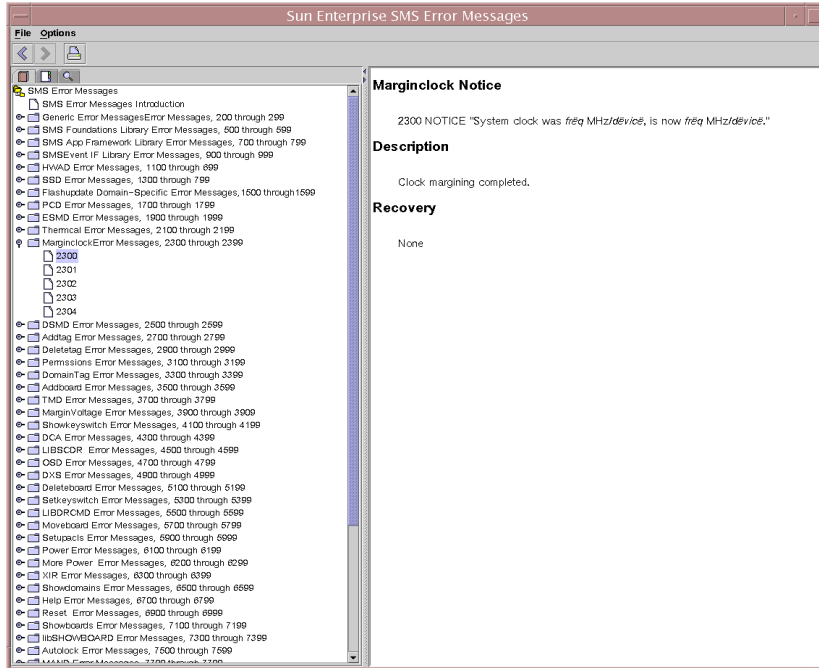 Sun Enterprise SMS Error Messages
File Options
SMS Error Messages
SMS Error Messages Introduction
Generic Error MessagesError Messages, 200 through 299
SMS Foundations Library Error Messages, 500 through 599
SMS App Framework Library Error Messages, 700 through 799
SMSEvent IF Library Error Messages, 900 through 999
HWAD Error Messages, 1100 through 699
SSD Error Messages, 1300 through 799
Flashupdate Domain-Specific Error Messages, 1500 through1599
PCD Error Messages, 1700 through 1799
ESMD Error Messages, 1900 through 1999
Themcal Error Messages, 2100 through 2199
MarginclockError Messages, 2300 through 2399
2300
2301
2302
2303
2304
DSMD Error Messages, 2500 through 2599
Addtag Error Messages, 2700 through 2799
Deletetag Error Messages, 2900 through 2999
Permssions Error Messages, 3100 through 3199
DomainTag Error Messages, 3300 through 3399
Addboard Error Messages, 3500 through 3599
TMD Error Messages, 3700 through 3799
MarginVoltage Error Messages, 3900 through 3909
Showkeyswitch Error Messages, 4100 through 4199
DCA Error Messages, 4300 through 4399
LIBSCDR Error Messages, 4500 through 4599
OSD Error Messages, 4700 through 4799
DXS Error Messages, 4900 through 4999
Deleteboard Error Messages, 5100 through 5199
Setkeyswitch Error Messages, 5300 through 5399
LIBDRCMD Error Messages, 5500 through 5599
Moveboard Error Messages, 5700 through 5799
Setupacls Error Messages, 5900 through 5999
Power Error Messages, 6100 through 6199
More Power Error Messages, 6200 through 6299
XIR Error Messages, 6300 through 6399
Showdomains Error Messages, 6500 through 6599
Help Error Messages, 6700 through 6799
Reset Error Messages, 6900 through 6999
Showboards Error Messages, 7100 through 7199
libSHOWBOARD Error Messages, 7300 through 7399
Autolock Error Messages, 7500 through 7599
MAND Error Messages, 7700 through 7799
Marginclock Notice
2300 NOTICE "System clock was frëq MHz/dëvicë, is now frëq MHz/dëvicë."
Description
Clock margining completed.
Recovery
None